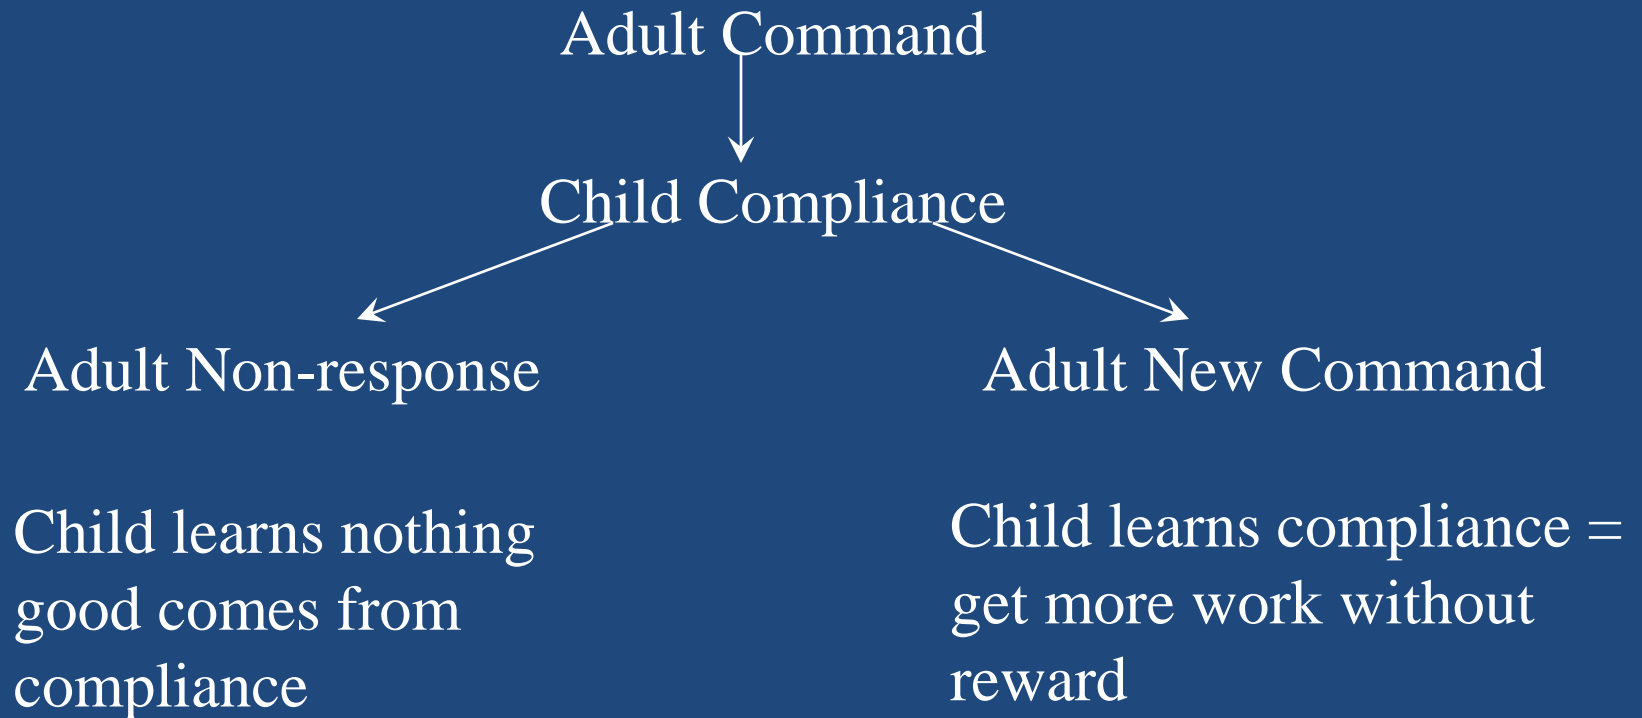 Adult Command
Child Compliance
Adult Non-response
Adult New Command
Child learns nothing
good comes from
compliance
Child learns compliance =
get more work without
reward